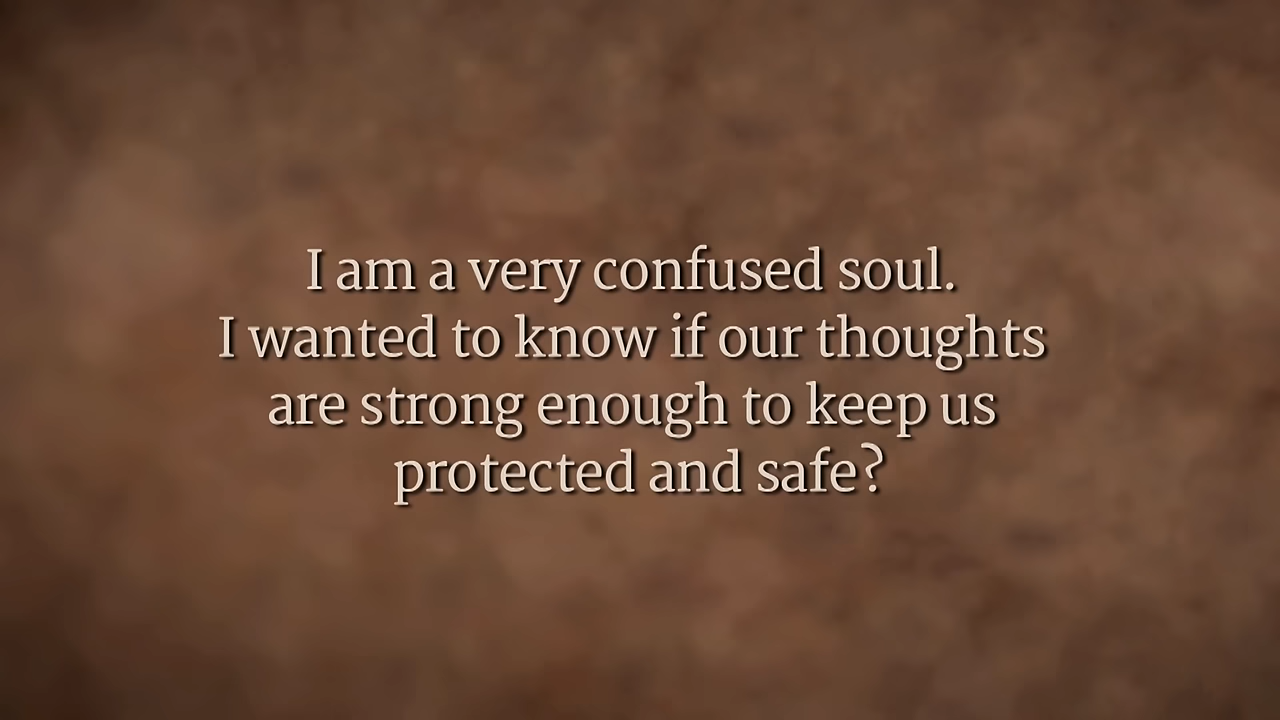 I am a very confused soul.
I wanted to know if our thoughts
are strong enough to keep us
protected and safe?